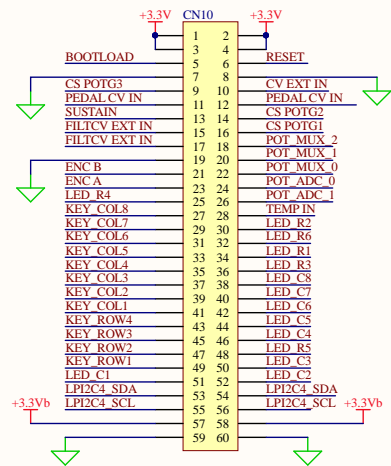 +3.3V CN10 +3.3V
1 2
3 4
BOOTLOAD 5 6 RESET
7 8
CS POTG3 9 10 CV EXT IN
PEDAL CV IN 11 12 PEDAL CV IN
SUSTAIN 13 14 CS POTG2
FILTCV EXT IN 15 16 CS POTG1
FILTCV EXT IN 17 18 POT_MUX_2
19 20 POT_MUX_1
ENC B 21 22 POT_MUX_0
ENC A 23 24 POT_ADC_0
LED_R4 25 26 POT_ADC_1
KEY_COL8 27 28 TEMP IN
KEY_COL7 29 30 LED_R2
KEY_COL6 31 32 LED_R6
KEY_COL5 33 34 LED_R1
KEY_COL4 35 36 LED_R3
KEY_COL3 37 38 LED_C8
KEY_COL2 39 40 LED_C7
KEY_COL1 41 42 LED_C6
KEY_ROW4 43 44 LED_C5
KEY_ROW3 45 46 LED_C4
KEY_ROW2 47 48 LED_R5
KEY_ROW1 49 50 LED_C3
LED_C1 51 52 LED_C2
LPI2C4_SDA 53 54 LPI2C4_SDA
LPI2C4_SCL 55 56 LPI2C4_SCL
+3.3Vb 57 58 +3.3Vb
59 60